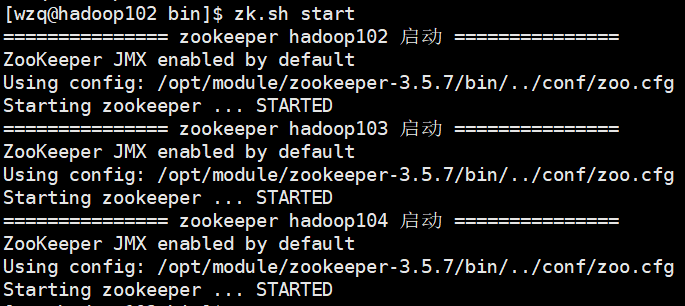 [wzq@hadoop102 bin]$ zk.sh start
=============== zookeeper hadoop102 启动 ===============
ZooKeeper JMX enabled by default
Using config: /opt/module/zookeeper-3.5.7/bin/../conf/zoo.cfg
Starting zookeeper ... STARTED
=============== zookeeper hadoop103 启动 ===============
ZooKeeper JMX enabled by default
Using config: /opt/module/zookeeper-3.5.7/bin/../conf/zoo.cfg
Starting zookeeper ... STARTED
=============== zookeeper hadoop104 启动 ===============
ZooKeeper JMX enabled by default
Using config: /opt/module/zookeeper-3.5.7/bin/../conf/zoo.cfg
Starting zookeeper ... STARTED